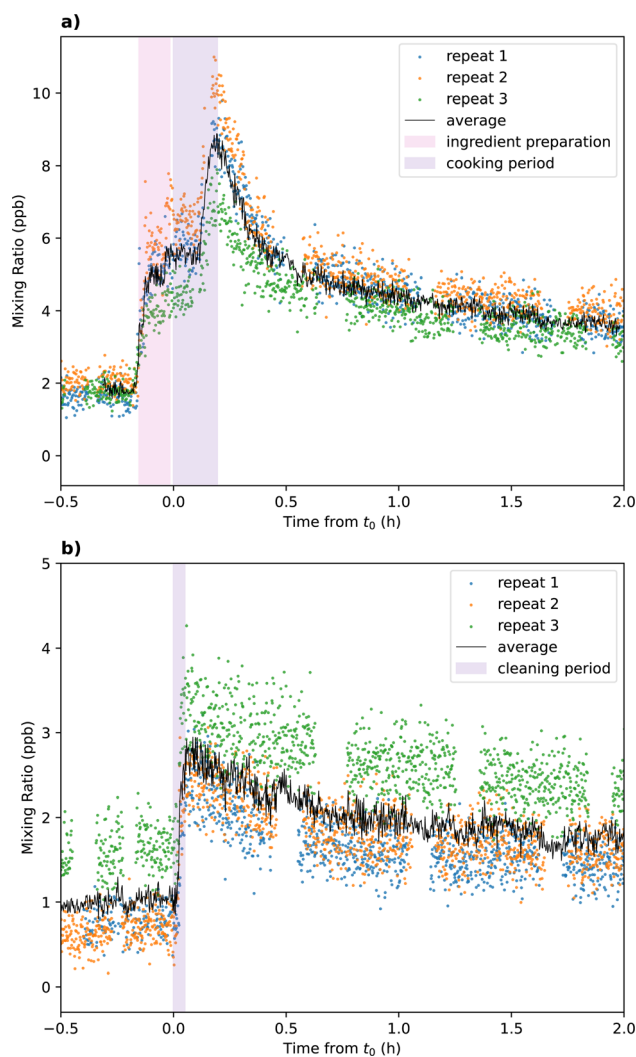 a)
repeat 1
repeat 2
repeat 3
average
ingredient preparation
cooking period
Mixing Ratio (ppb)
10
8
6
4
2
0
−0.5 0.0 0.5 1.0 1.5 2.0
Time from t₀ (h)
b)
repeat 1
repeat 2
repeat 3
average
cleaning period
Mixing Ratio (ppb)
5
4
3
2
1
0
−0.5 0.0 0.5 1.0 1.5 2.0
Time from t₀ (h)